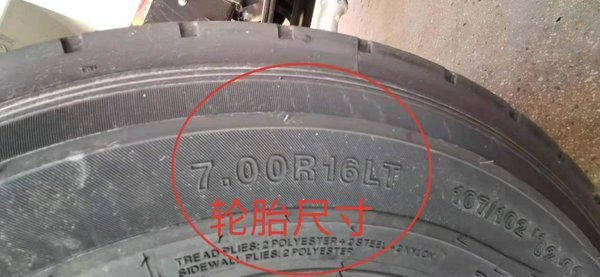 7.00R16LT
轮胎尺寸
107/102
TREAD PLIES: 2 POLYESTER + 2 STEEL + 2 NYLON
SIDEWALL PLIES: 2 POLYESTER